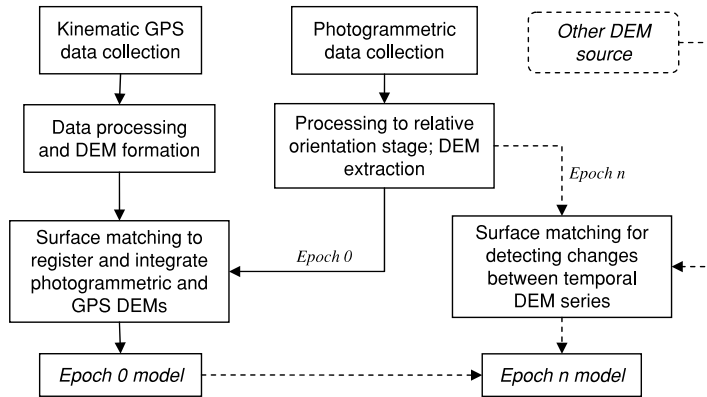 Kinematic GPS
data collection
Photogrammetric
data collection
Other DEM
source
Data processing
and DEM formation
Processing to relative
orientation stage; DEM
extraction
Epoch n
Surface matching to
register and integrate
photogrammetric and
GPS DEMs
Epoch 0
Surface matching for
detecting changes
between temporal
DEM series
Epoch 0 model
Epoch n model